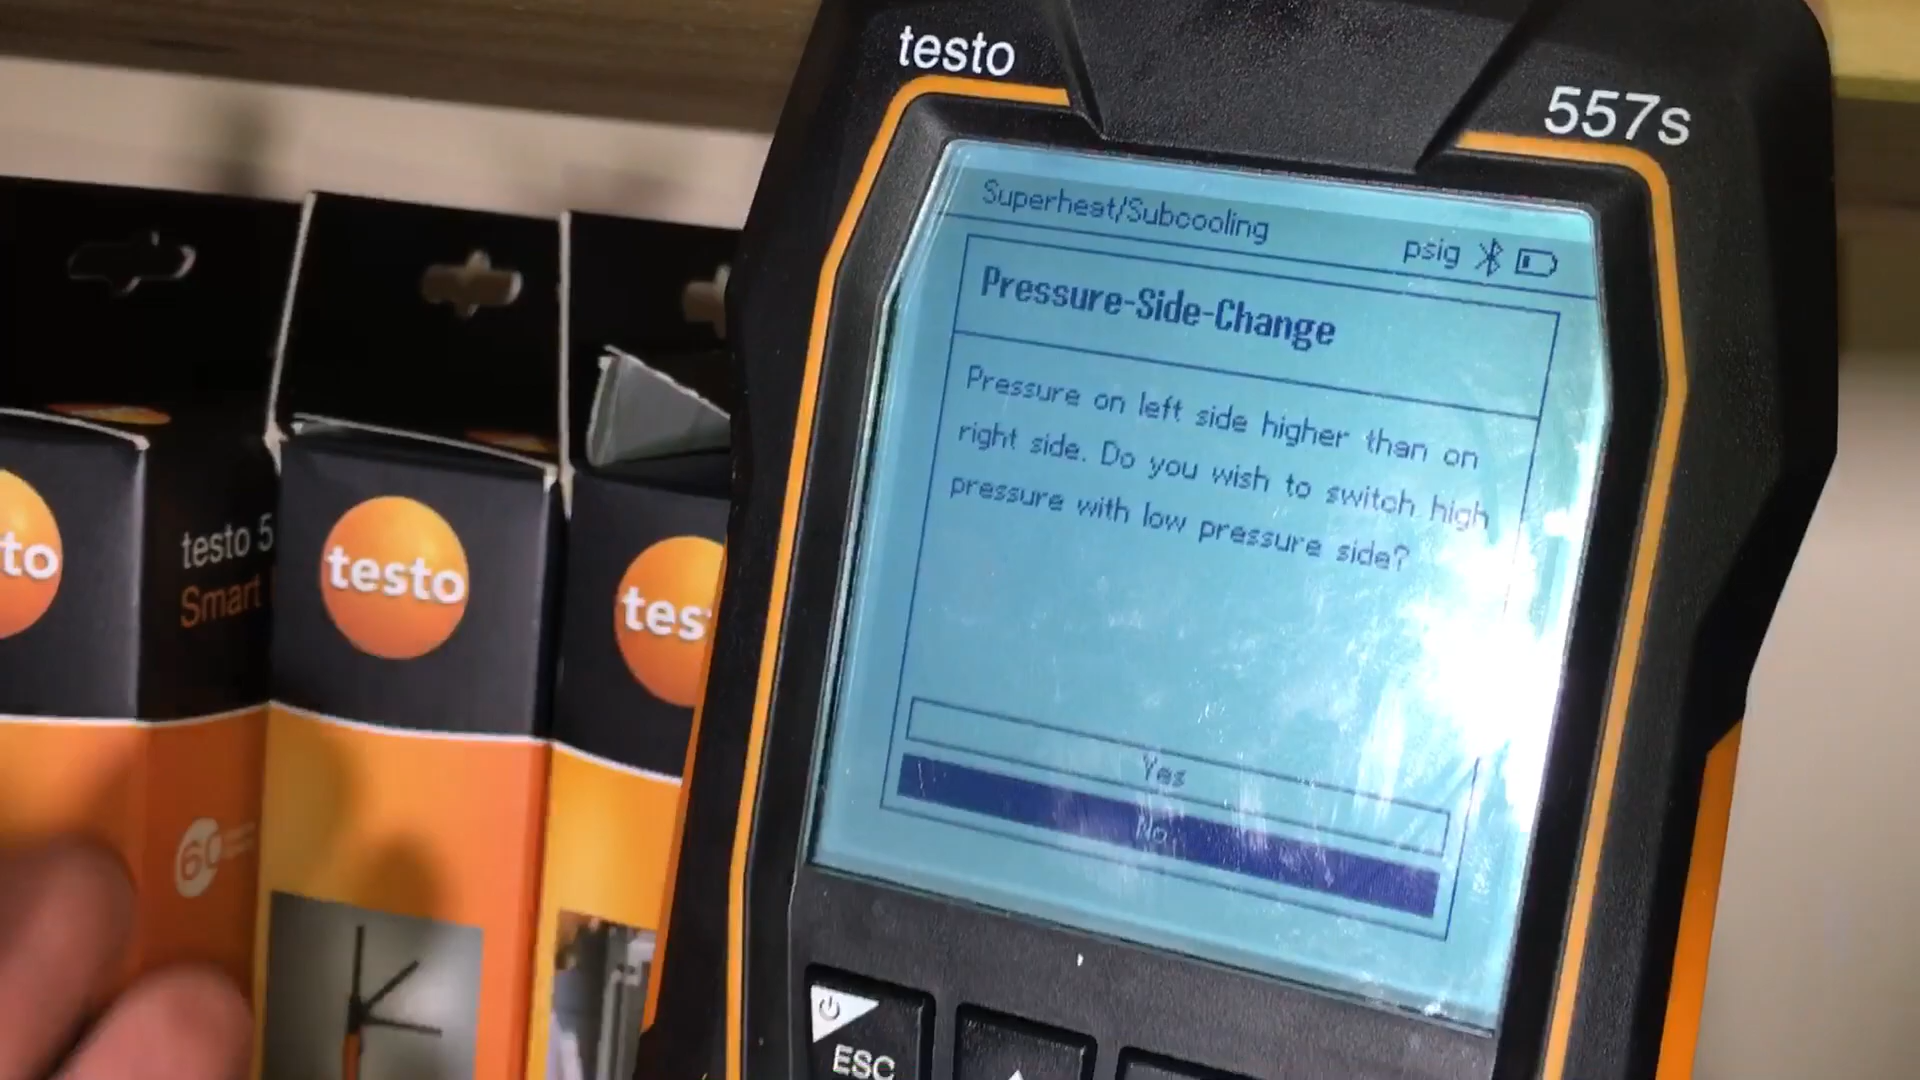 testo
557s
Superheat/Subcooling
psig
Pressure-Side-Change
Pressure on left side higher than on
right side. Do you wish to switch high
pressure with low pressure side?
Yes
No
ESC
to
testo 5
Smart
testo
tes
60